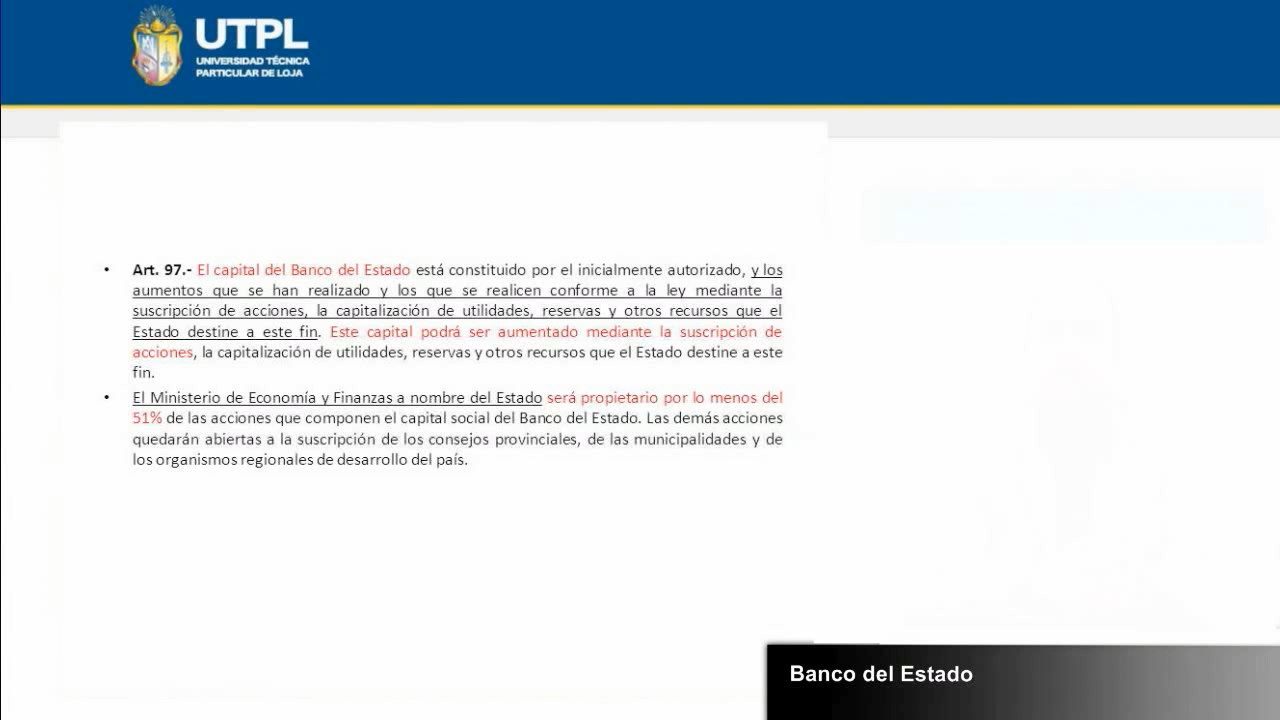 UTPL
UNIVERSIDAD TÉCNICA
PARTICULAR DE LOJA
• Art. 97.- El capital del Banco del Estado está constituido por el inicialmente autorizado, y los
aumentos que se han realizado y los que se realicen conforme a la ley mediante la
suscripción de acciones, la capitalización de utilidades, reservas y otros recursos que el
Estado destine a este fin. Este capital podrá ser aumentado mediante la suscripción de
acciones, la capitalización de utilidades, reservas y otros recursos que el Estado destine a este
fin.
• El Ministerio de Economía y Finanzas a nombre del Estado será propietario por lo menos del
51% de las acciones que componen el capital social del Banco del Estado. Las demás acciones
quedarán abiertas a la suscripción de los consejos provinciales, de las municipalidades y de
los organismos regionales de desarrollo del país.
Banco del Estado